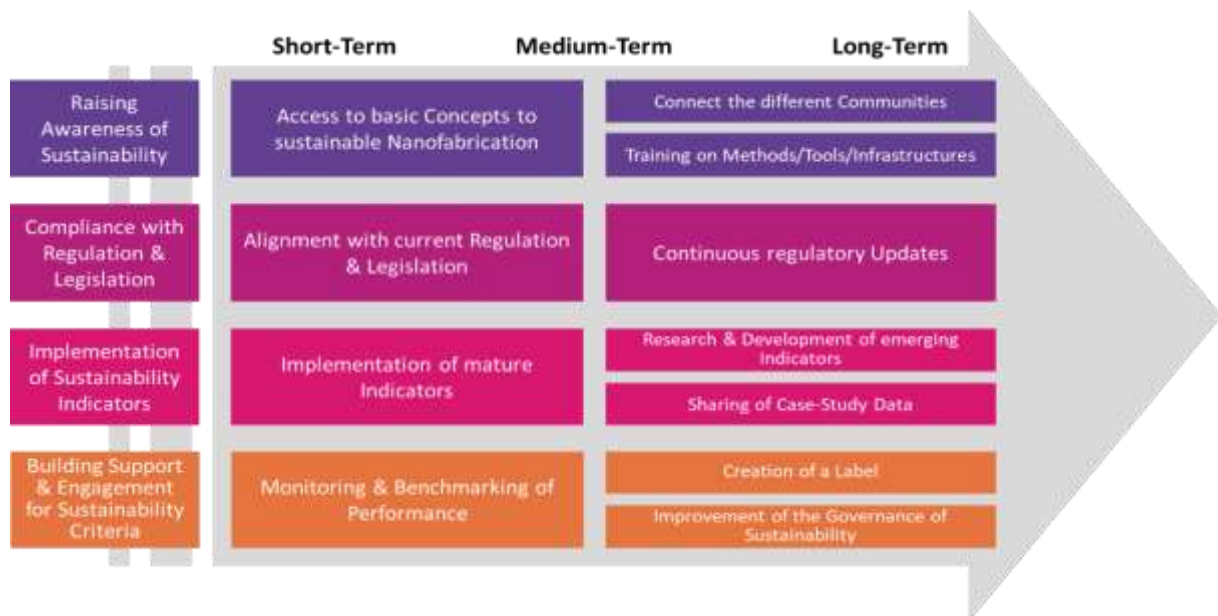 Short-Term Medium-Term Long-Term
Raising
Awareness of
Sustainability
Access to basic Concepts to
sustainable Nanofabrication
Connect the different Communities
Training on Methods/Tools/Infrastructures
Compliance with
Regulation &
Legislation
Alignment with current Regulation
& Legislation
Continuous regulatory Updates
Implementation
of Sustainability
Indicators
Implementation of mature
Indicators
Research & Development of emerging
Indicators
Sharing of Case-Study Data
Building Support
& Engagement
for Sustainability
Criteria
Monitoring & Benchmarking of
Performance
Creation of a Label
Improvement of the Governance of
Sustainability